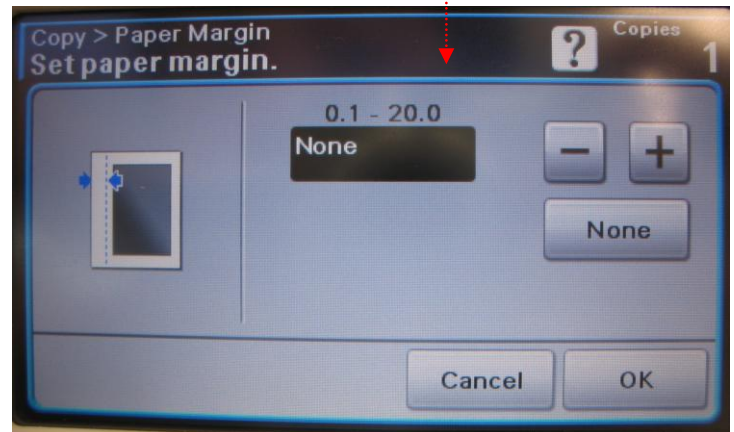 Copy > Paper Margin
Set paper margin.
?
Copies
1
0.1 - 20.0
None
−
+
None
Cancel
OK